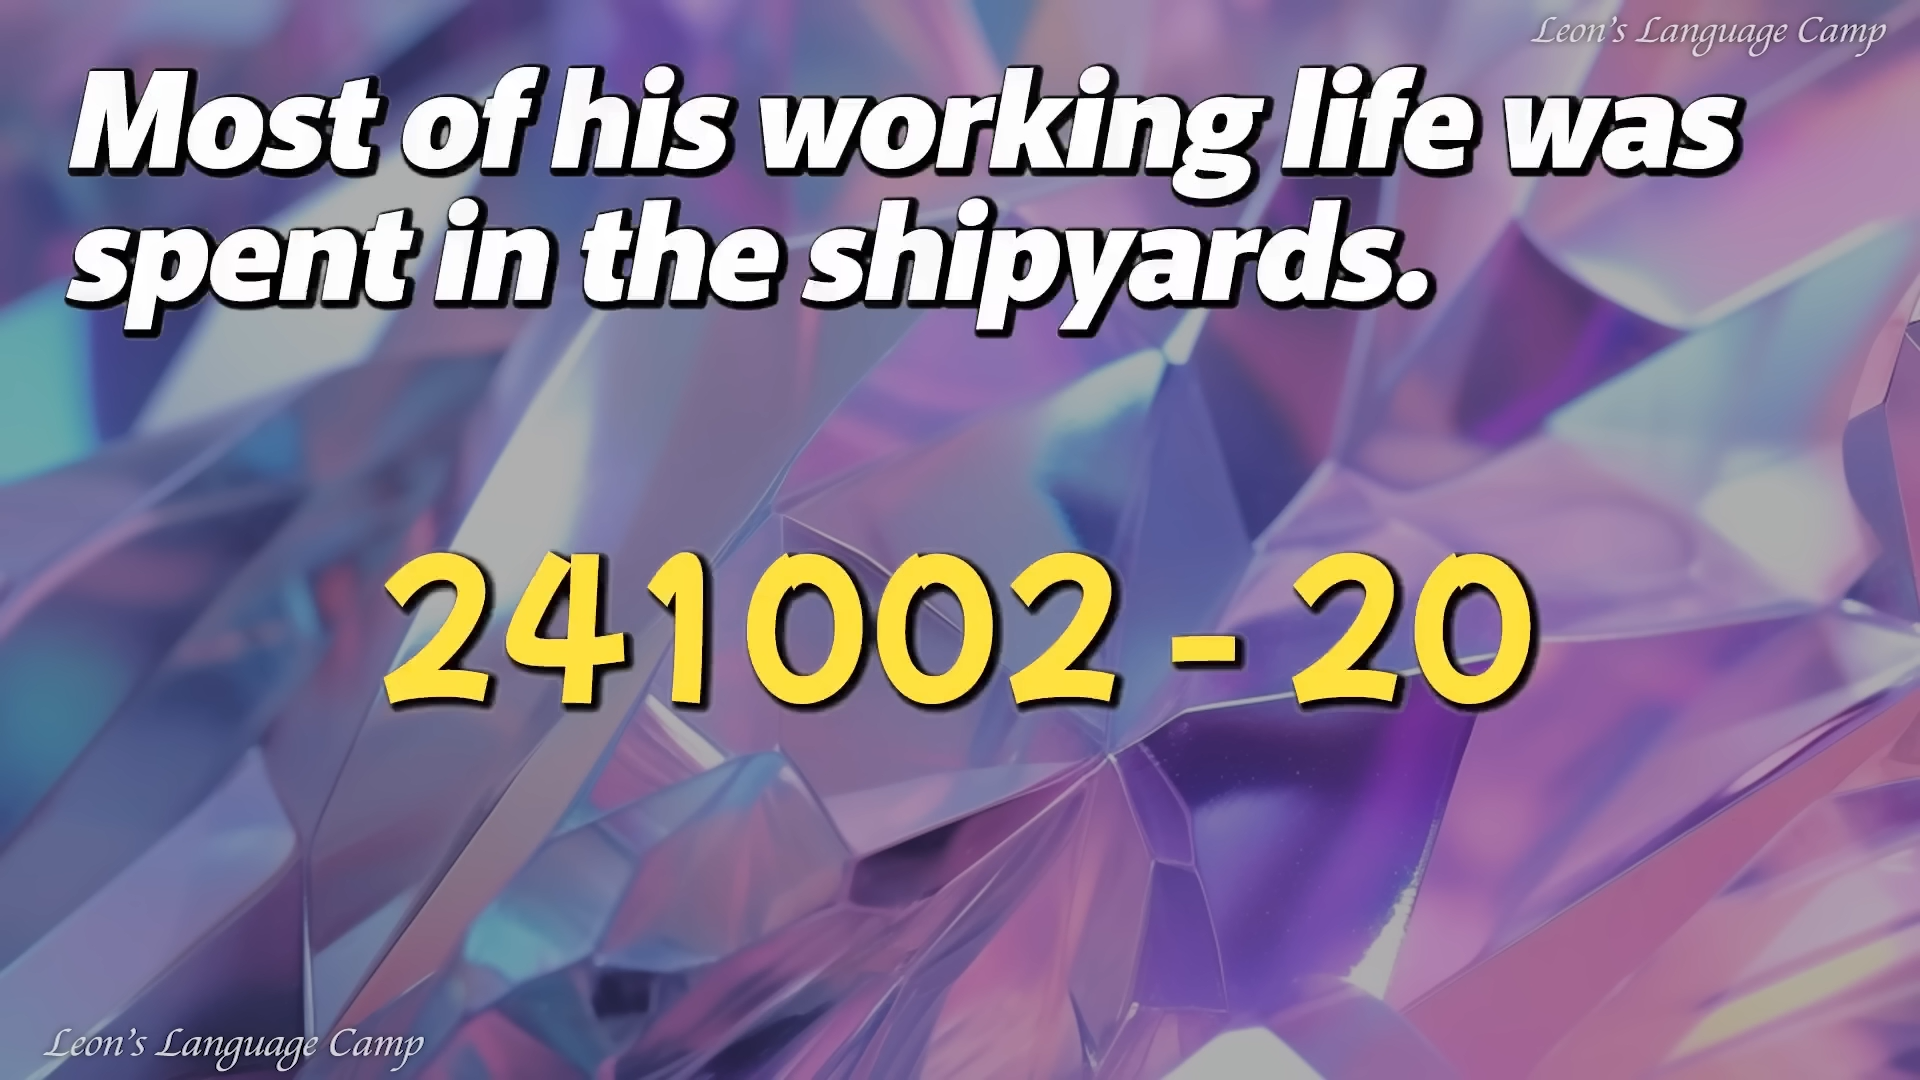 Leon's Language Camp
Most of his working life was
spent in the shipyards.
241002 - 20
Leon's Language Camp